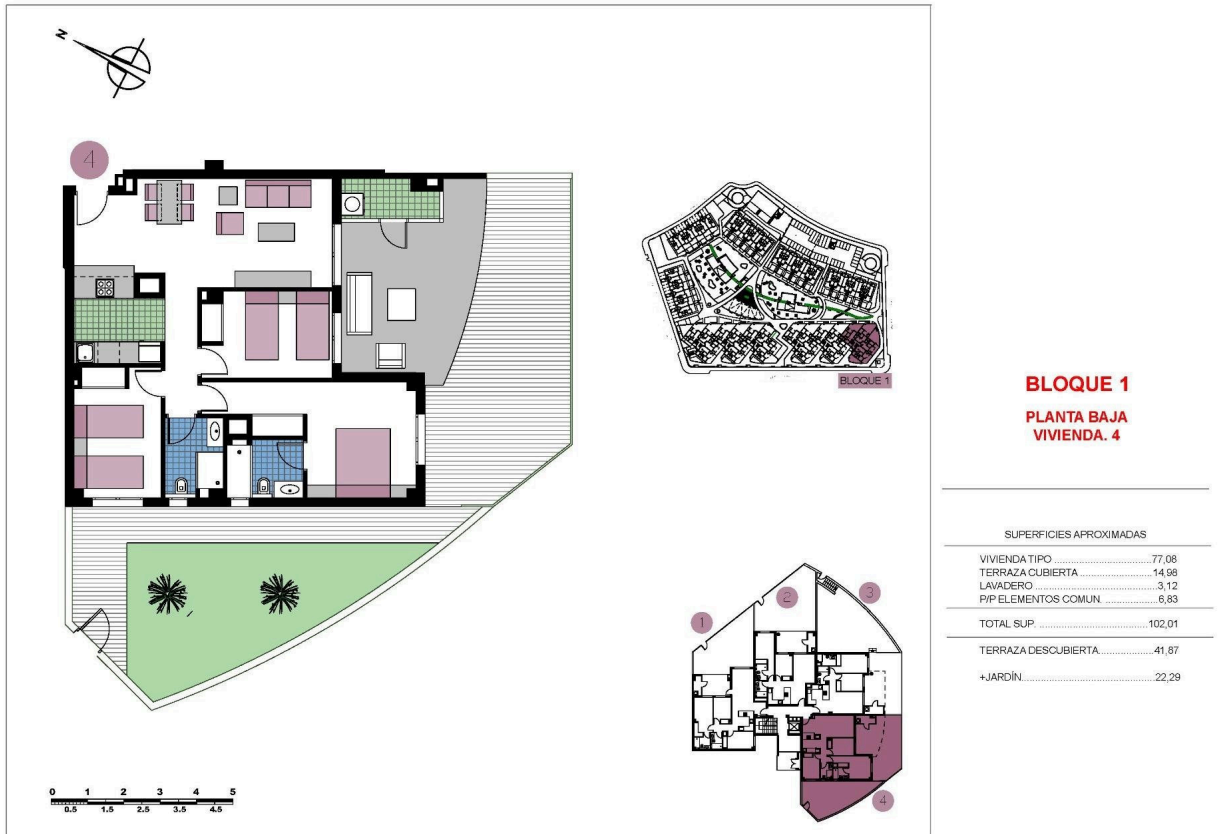 N
4
BLOQUE 1
BLOQUE 1
PLANTA BAJA
VIVIENDA. 4
SUPERFICIES APROXIMADAS
VIVIENDA TIPO ..........................77,08
TERRAZA CUBIERTA ...................14,98
LAVADERO ...............................3,12
P/P ELEMENTOS COMUN. ..............6,83
TOTAL SUP. .............................102,01
TERRAZA DESCUBIERTA...............41,87
+JARDÍN....................................22,29
1
2
3
4
0 1 2 3 4 5
0.5 1.5 2.5 3.5 4.5